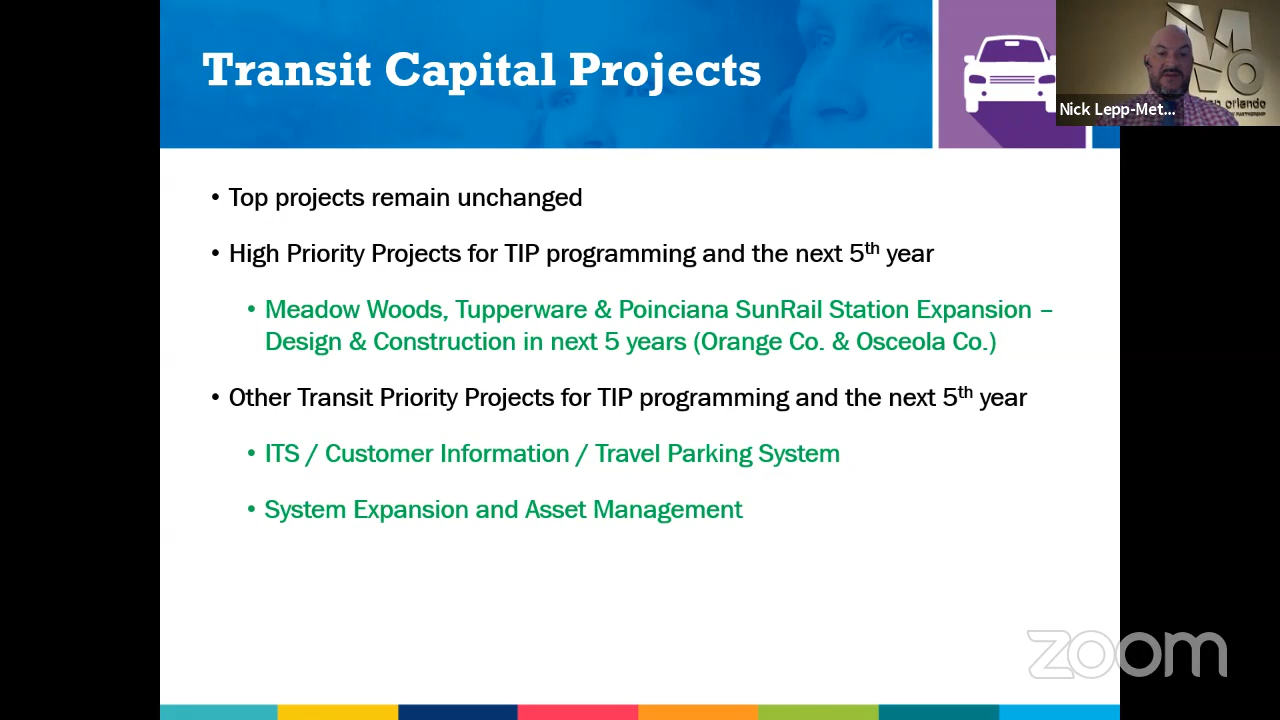 Transit Capital Projects
Nick Lepp-Met...
• Top projects remain unchanged
• High Priority Projects for TIP programming and the next 5th year
• Meadow Woods, Tupperware & Poinciana SunRail Station Expansion –
Design & Construction in next 5 years (Orange Co. & Osceola Co.)
• Other Transit Priority Projects for TIP programming and the next 5th year
• ITS / Customer Information / Travel Parking System
• System Expansion and Asset Management
zoom